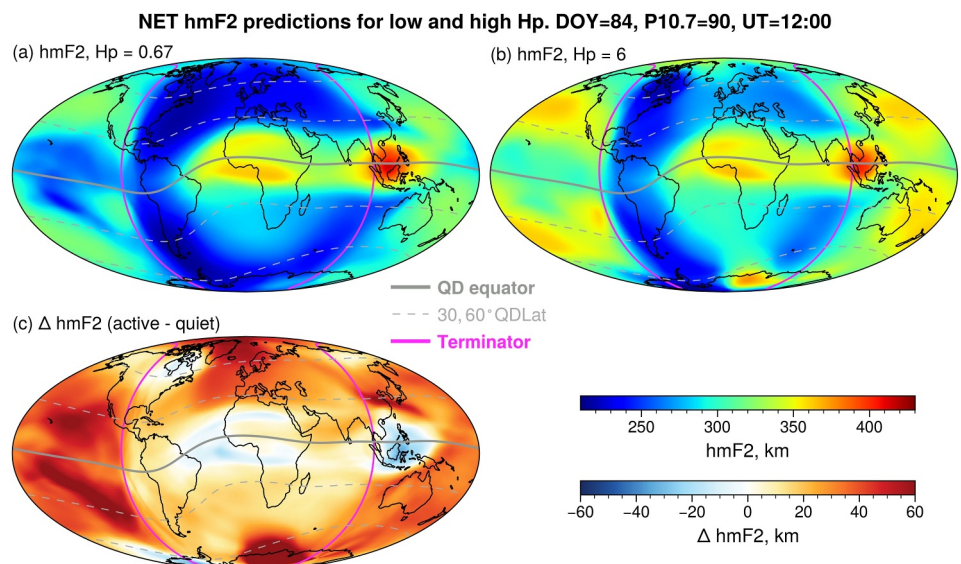 NET hmF2 predictions for low and high Hp. DOY=84, P10.7=90, UT=12:00
(a) hmF2, Hp = 0.67
(b) hmF2, Hp = 6
QD equator
30, 60°QDLat
Terminator
(c) Δ hmF2 (active - quiet)
250 300 350 400
hmF2, km
−60 −40 −20 0 20 40 60
Δ hmF2, km